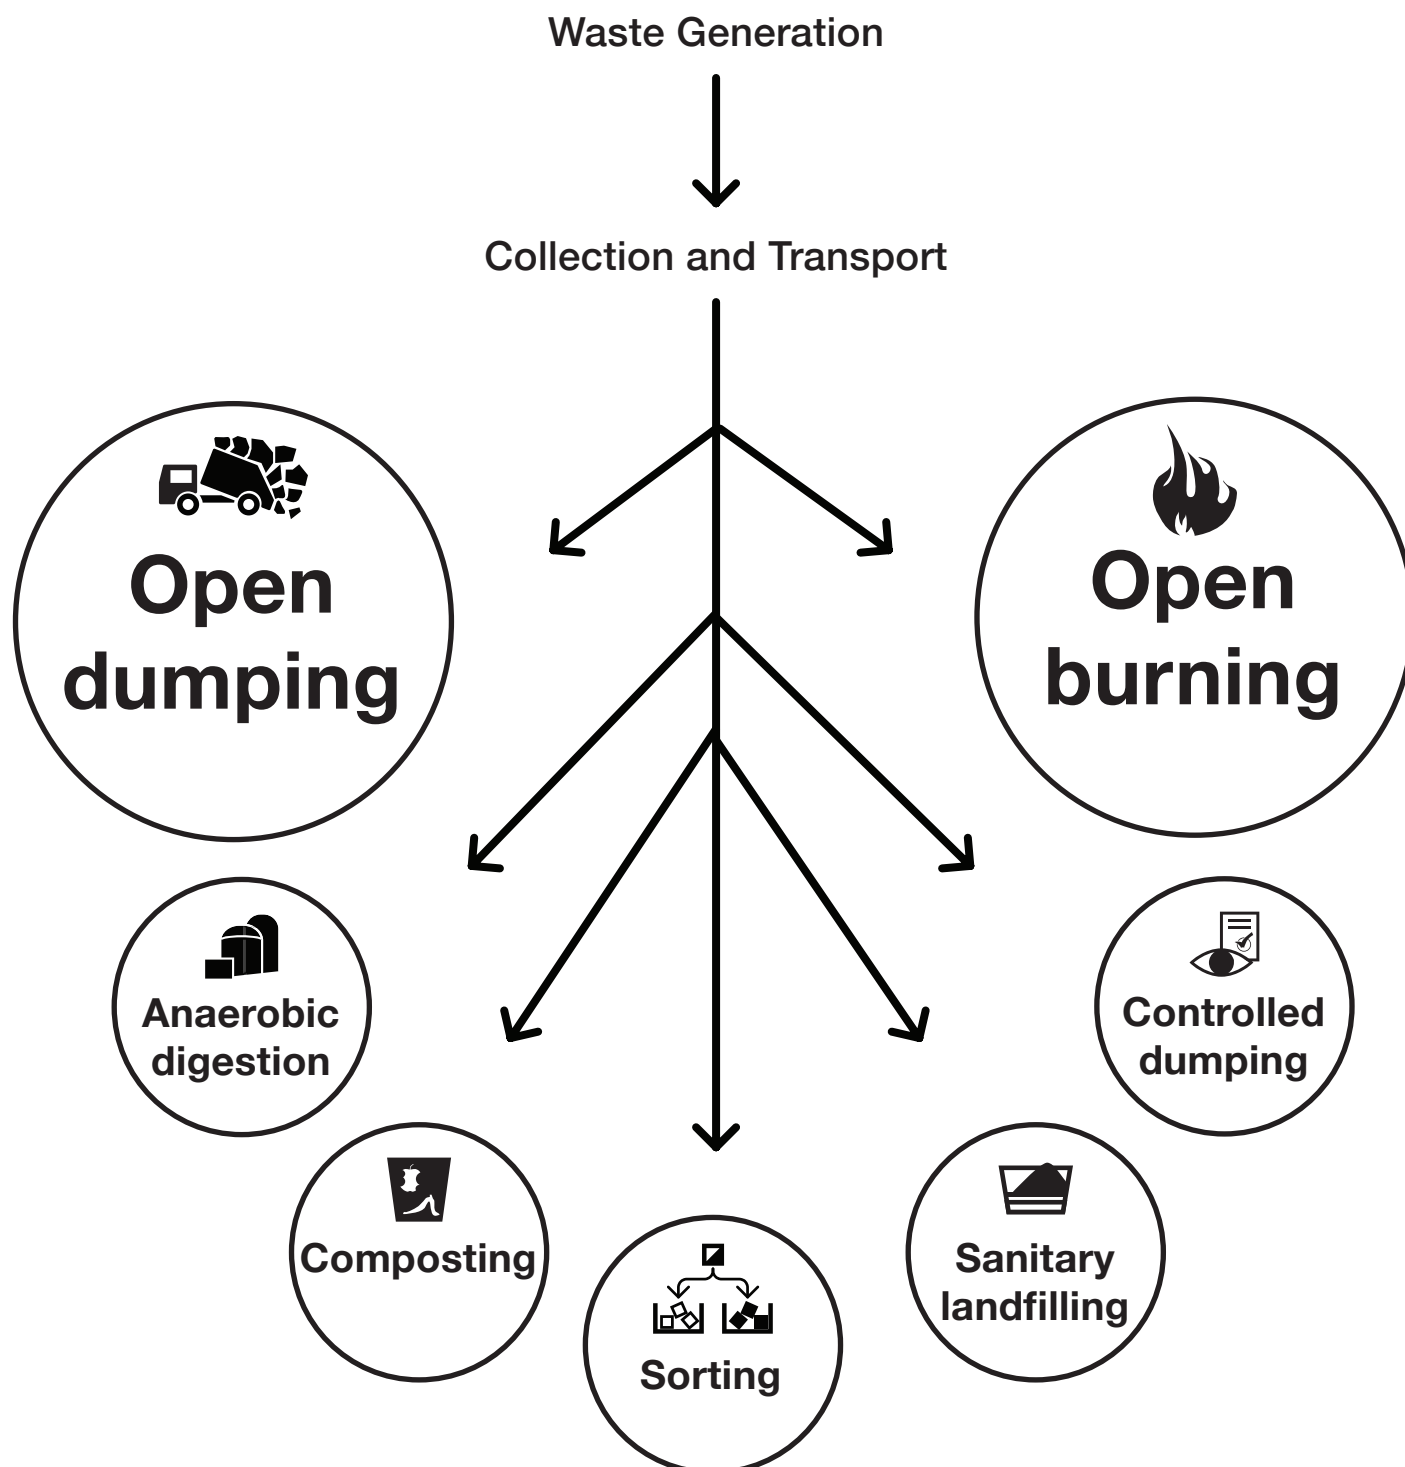 Waste Generation
Collection and Transport
Open
dumping
Open
burning
Anaerobic
digestion
Controlled
dumping
Composting
Sanitary
landfilling
Sorting